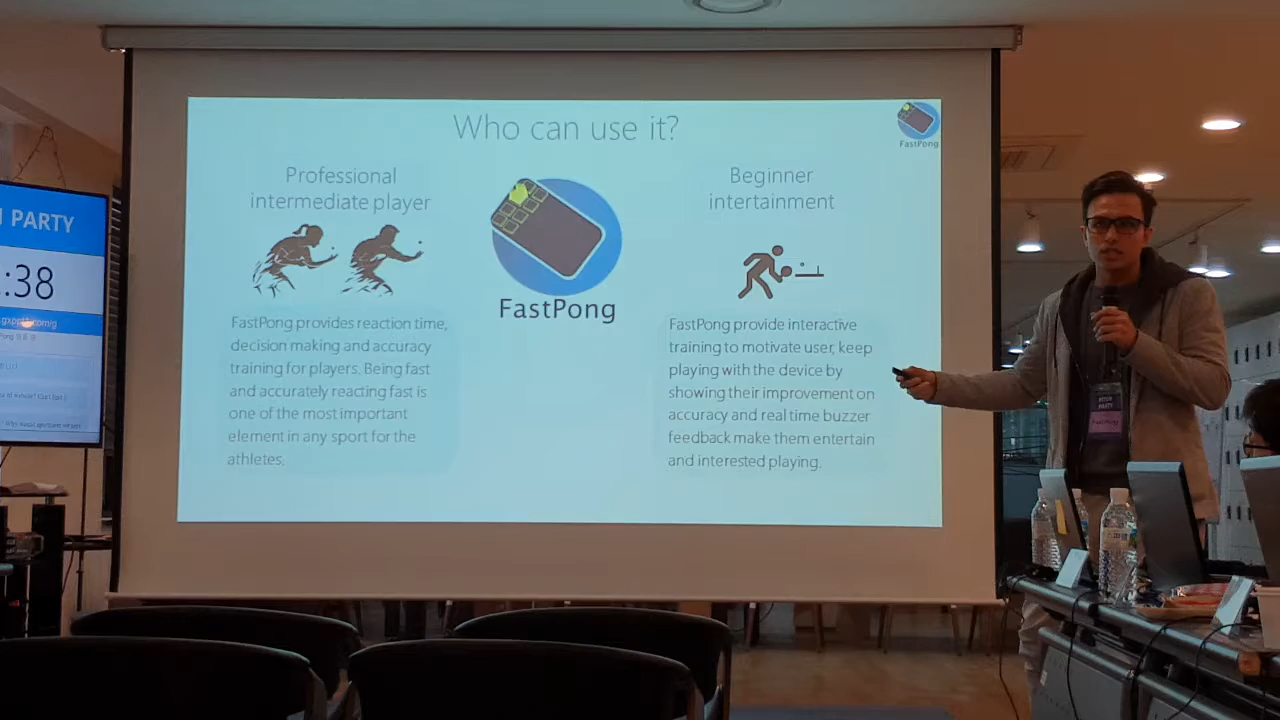 Who can use it?
FastPong
Professional
intermediate player
FastPong provides reaction time,
decision making and accuracy
training for players. Being fast
and accurately reacting fast is
one of the most important
element in any sport for the
athletes.
FastPong
Beginner
intertainment
FastPong provide interactive
training to motivate user, keep
playing with the device by
showing their improvement on
accuracy and real time buzzer
feedback make them entertain
and interested playing.
PARTY
:38
PARTY